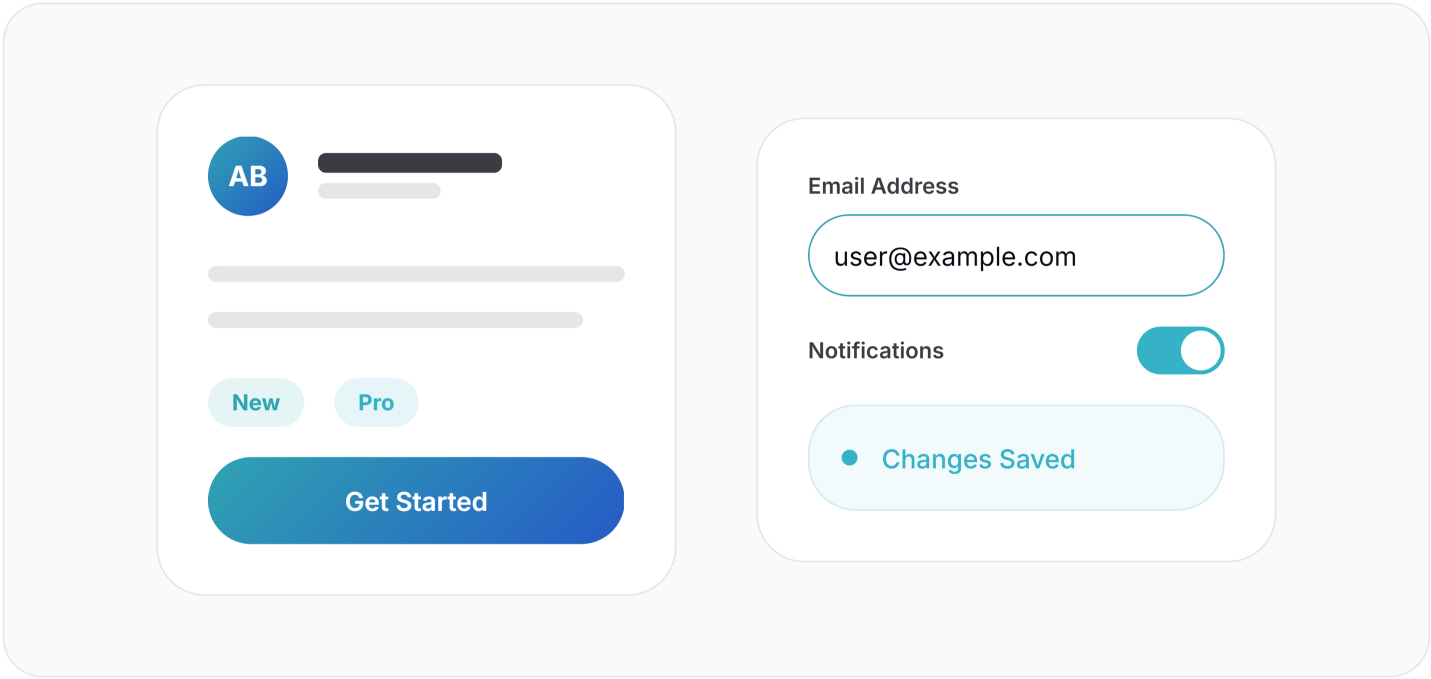 AB
New
Pro
Get Started
Email Address
user@example.com
Notifications
Changes Saved